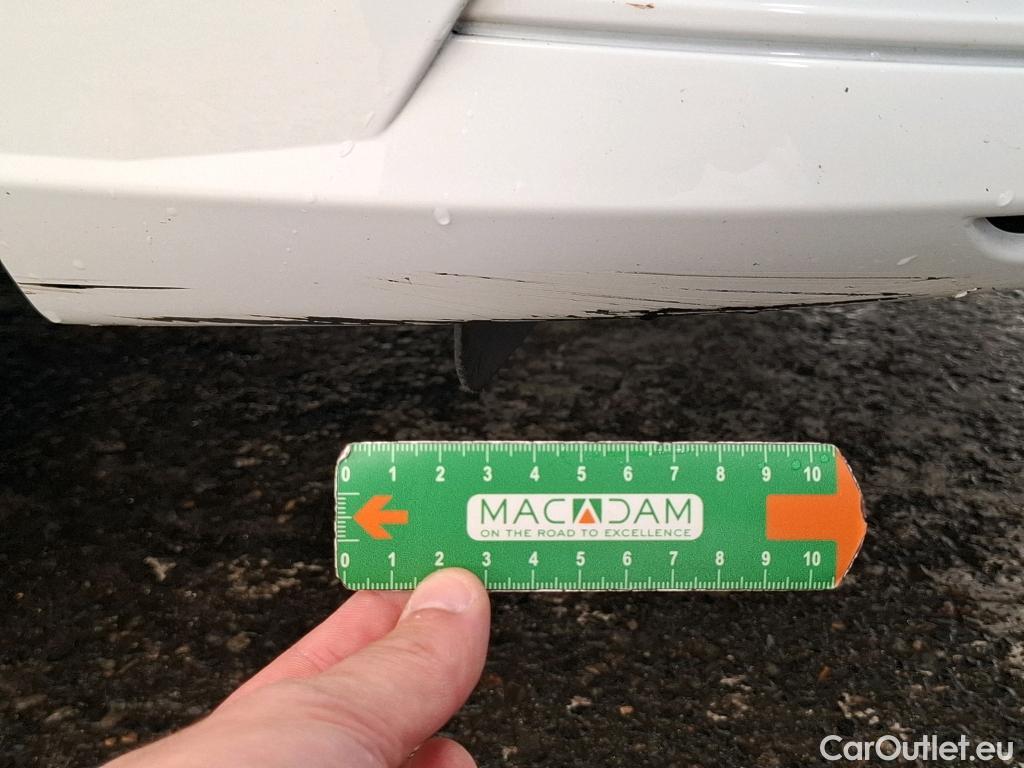 0 1 2 3 4 5 6 7 8 9 10
MACADAM
ON THE ROAD TO EXCELLENCE
0 1 2 3 4 5 6 7 8 9 10
CarOutlet.eu